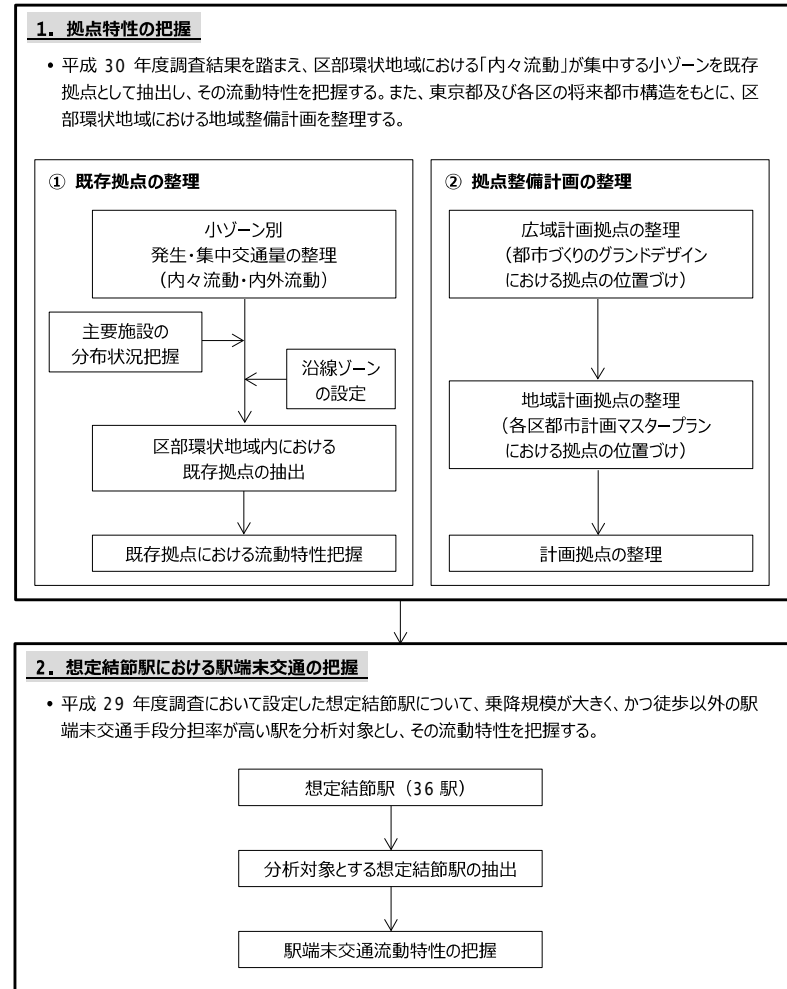 1. 拠点特性の把握
• 平成 30 年度調査結果を踏まえ、区部環状地域における「内々流動」が集中する小ゾーンを既存
拠点として抽出し、その流動特性を把握する。また、東京都及び各区の将来都市構造をもとに、区
部環状地域における地域整備計画を整理する。
① 既存拠点の整理
小ゾーン別
発生・集中交通量の整理
（内々流動・内外流動）
主要施設の
分布状況把握
沿線ゾーン
の設定
区部環状地域内における
既存拠点の抽出
既存拠点における流動特性把握
② 拠点整備計画の整理
広域計画拠点の整理
（都市づくりのグランドデザイン
における拠点の位置づけ）
地域計画拠点の整理
（各区都市計画マスタープラン
における拠点の位置づけ）
計画拠点の整理
2. 想定結節駅における駅端末交通の把握
• 平成 29 年度調査において設定した想定結節駅について、乗降規模が大きく、かつ徒歩以外の駅
端末交通手段分担率が高い駅を分析対象とし、その流動特性を把握する。
想定結節駅（36 駅）
分析対象とする想定結節駅の抽出
駅端末交通流動特性の把握